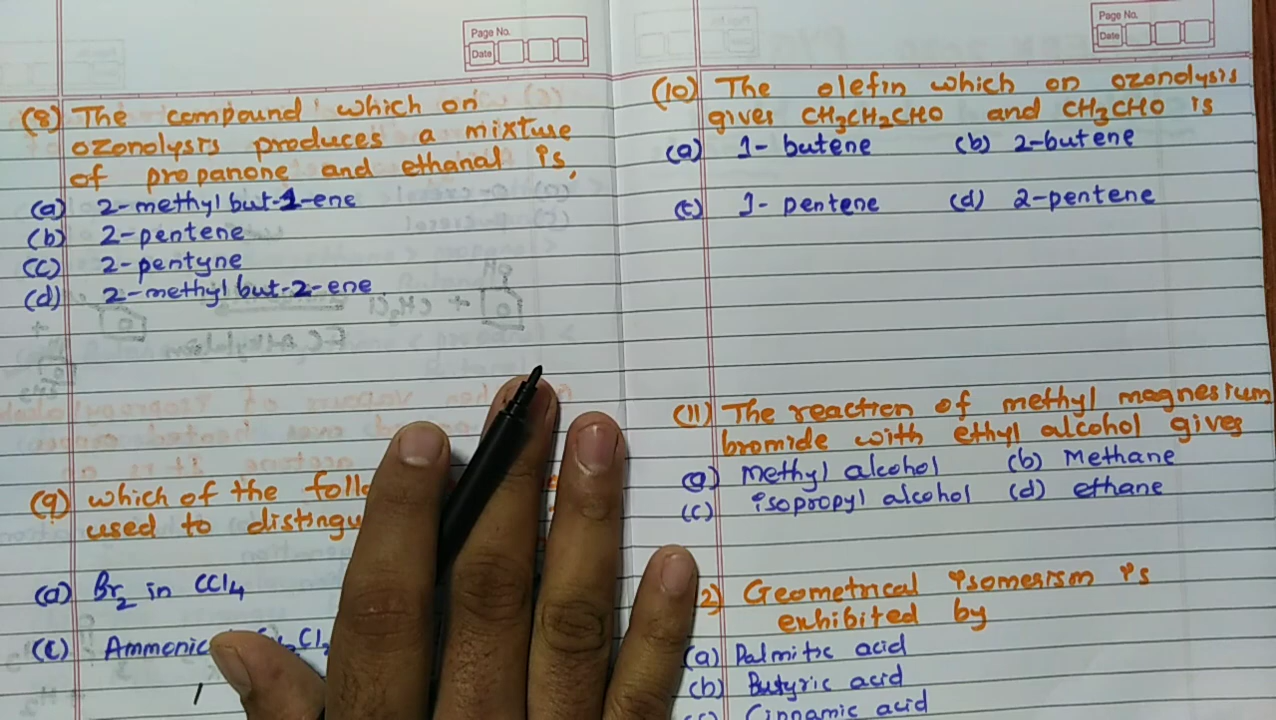 Page No.
Date
(8) The compound which on
ozonolysis produces a mixture
of propanone and ethanal is,
(a) 2-methyl but-1-ene
(b) 2-pentene
(c) 2-pentyne
(d) 2-methyl but-2-ene
(9) which of the
used to
(a) Br2 in CCl4
(c)
Page No.
Date
(10) The olefin which on ozonolysis
gives CH3CH2CHO and CH3CHO is
(a) 1-butene (b) 2-butene
(c) 1-pentene (d) 2-pentene
(11) The reaction of methyl magnesium
bromide with ethyl alcohol gives
(a) Methyl alcohol (b) Methane
(c) isopropyl alcohol (d) ethane
2) Geometrical isomerism is
exhibited by
(a) Palmitic acid
(b) Butyric acid
Cinnamic acid